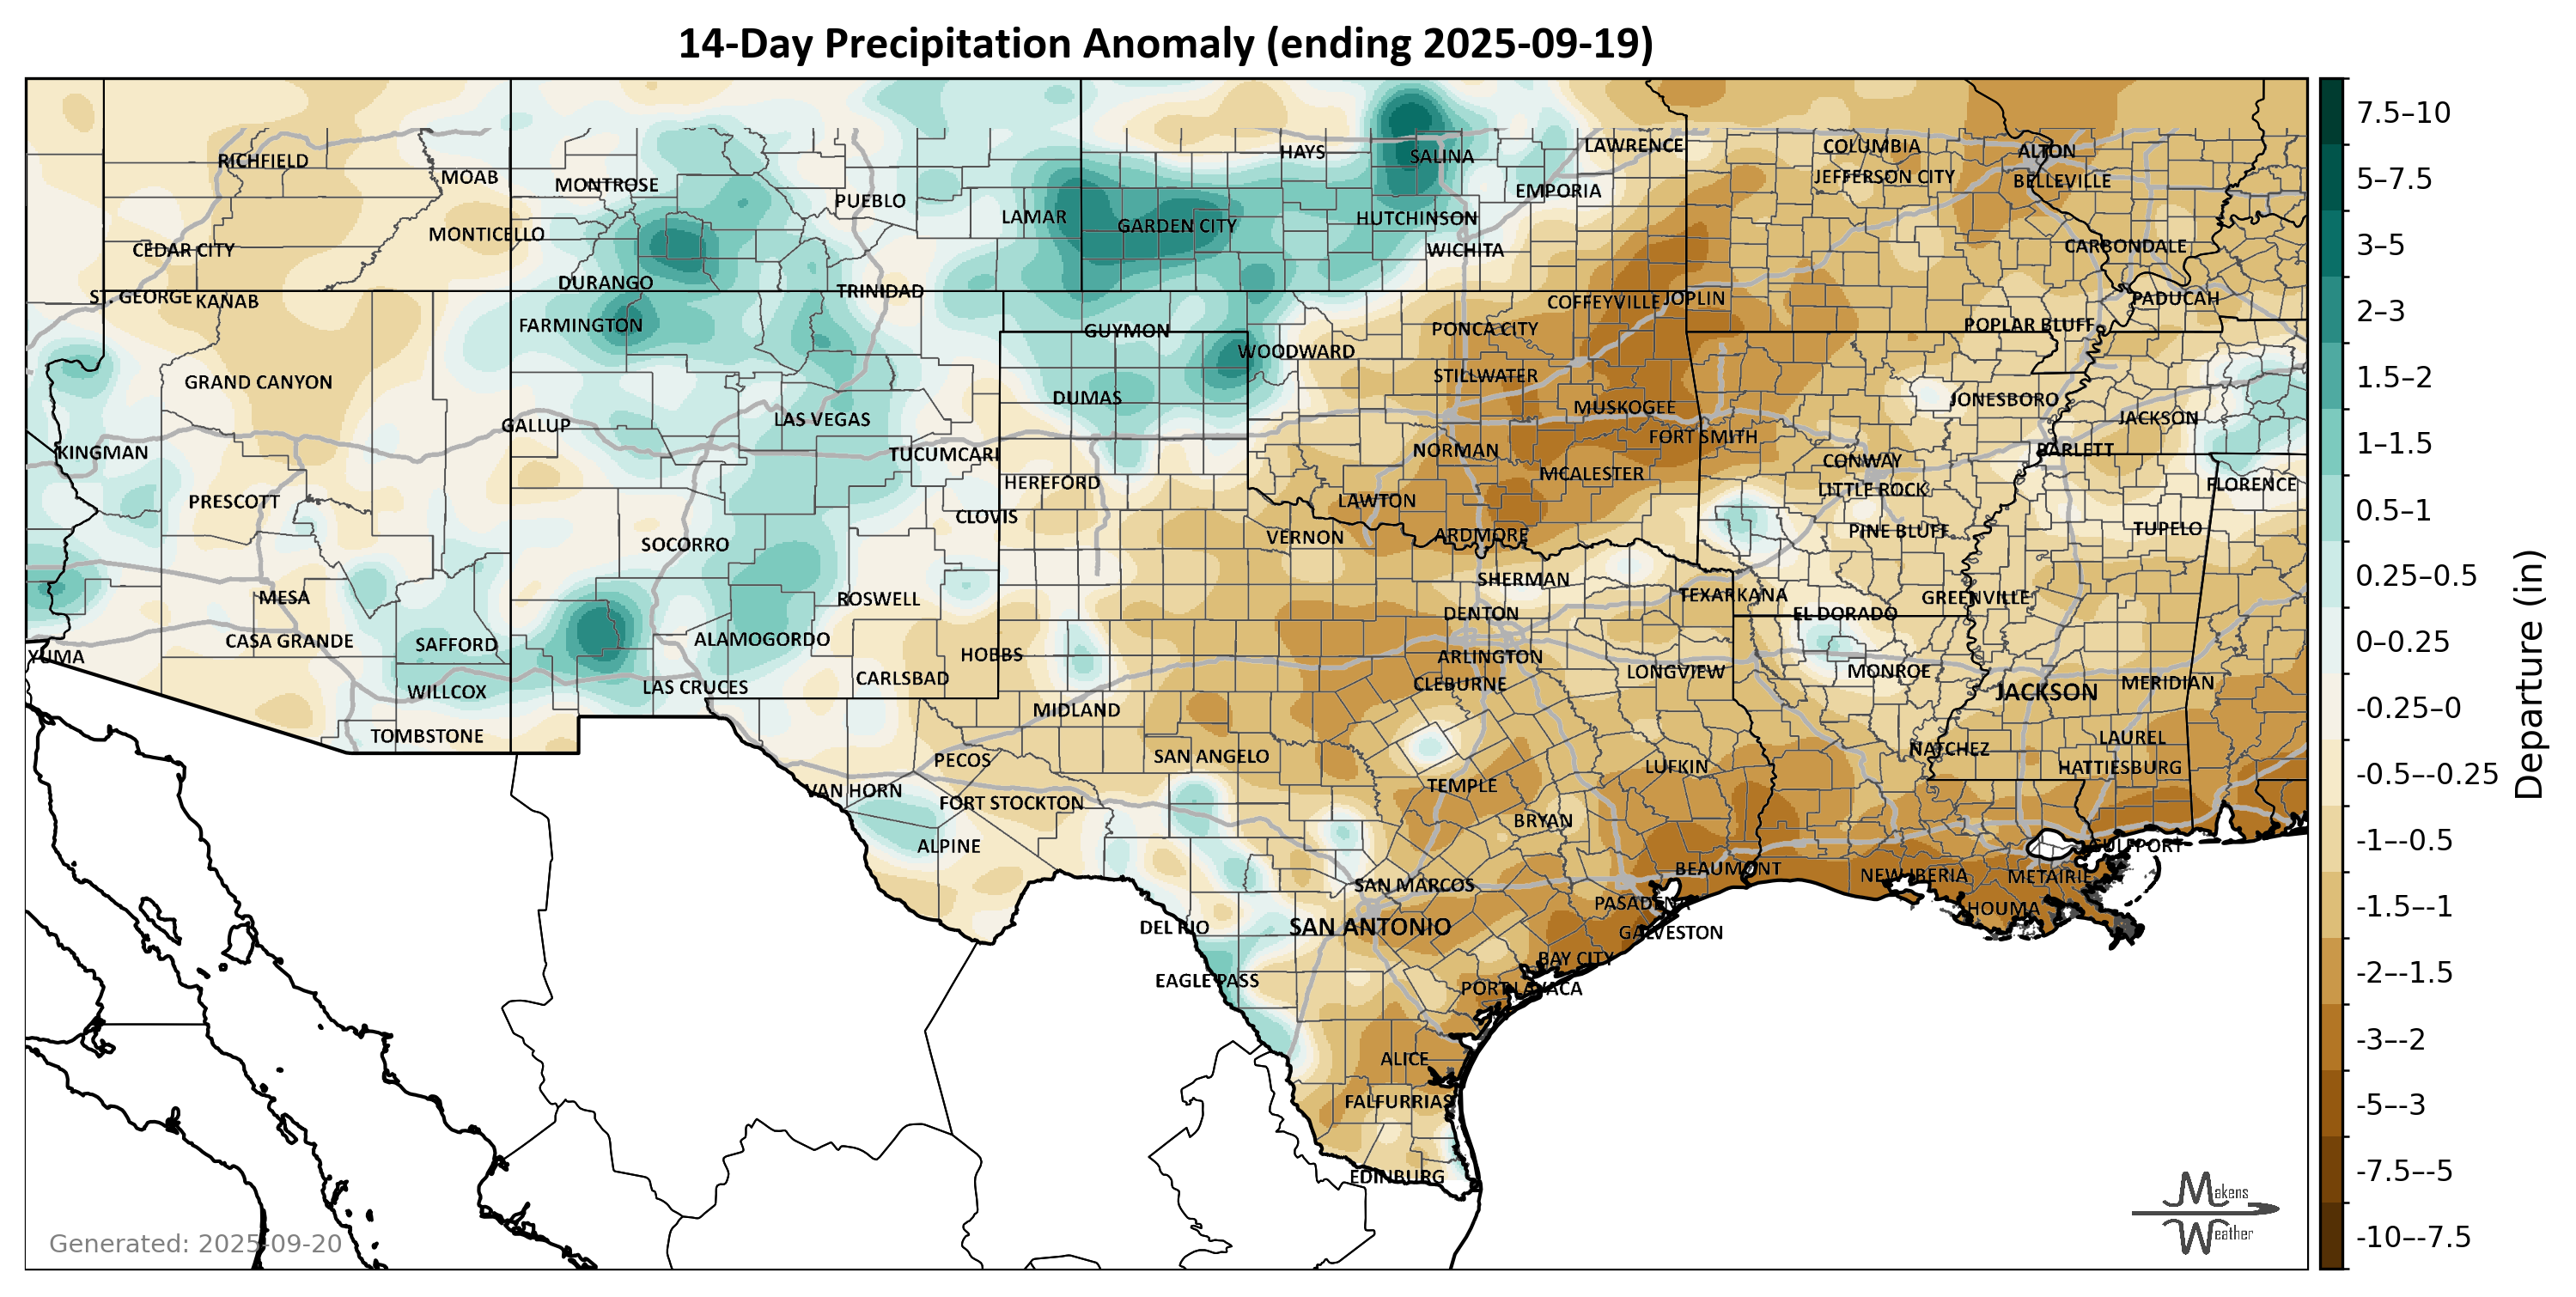 14-Day Precipitation Anomaly (ending 2025-09-19)
RICHFIELD
MOAB
MONTROSE
PUEBLO
LAMAR
HAYS
SALINA
LAWRENCE
COLUMBIA
ALTON
JEFFERSON CITY
BELLEVILLE
EMPORIA
GARDEN CITY
HUTCHINSON
MONTICELLO
CEDAR CITY
WICHITA
CARBONDALE
DURANGO
TRINIDAD
ST. GEORGE
KANAB
COFFEYVILLE
JOPLIN
PADUCAH
FARMINGTON
GUYMON
PONCA CITY
POPLAR BLUFF
WOODWARD
GRAND CANYON
STILLWATER
DUMAS
MUSKOGEE
JONESBORO
LAS VEGAS
JACKSON
GALLUP
FORT SMITH
KINGMAN
TUCUMCARI
NORMAN
BARLETT
CONWAY
MCALESTER
HEREFORD
LITTLE ROCK
FLORENCE
PRESCOTT
LAWTON
CLOVIS
PINE BLUFF
TUPELO
VERNON
ARDMORE
SOCORRO
SHERMAN
MESA
ROSWELL
TEXARKANA
GREENVILLE
DENTON
EL DORADO
CASA GRANDE
SAFFORD
ALAMOGORDO
YUMA
HOBBS
ARLINGTON
LONGVIEW
MONROE
CARLSBAD
CLEBURNE
MERIDIAN
WILLCOX
LAS CRUCES
JACKSON
MIDLAND
TOMBSTONE
LAUREL
NATCHEZ
PECOS
SAN ANGELO
LUFKIN
HATTIESBURG
VAN HORN
FORT STOCKTON
TEMPLE
BRYAN
ALPINE
GULFPORT
BEAUMONT
NEW IBERIA
METAIRIE
SAN MARCOS
PASADENA
HOUMA
DEL RIO
SAN ANTONIO
GALVESTON
BAY CITY
EAGLE PASS
PORT LAVACA
ALICE
FALFURRIAS
EDINBURG
Generated: 2025-09-20
Makens
Weather
7.5–10
5–7.5
3–5
2–3
1.5–2
1–1.5
0.5–1
0.25–0.5
0–0.25
-0.25–0
-0.5–-0.25
-1–-0.5
-1.5–-1
-2–-1.5
-3–-2
-5–-3
-7.5–-5
-10–-7.5
Departure (in)